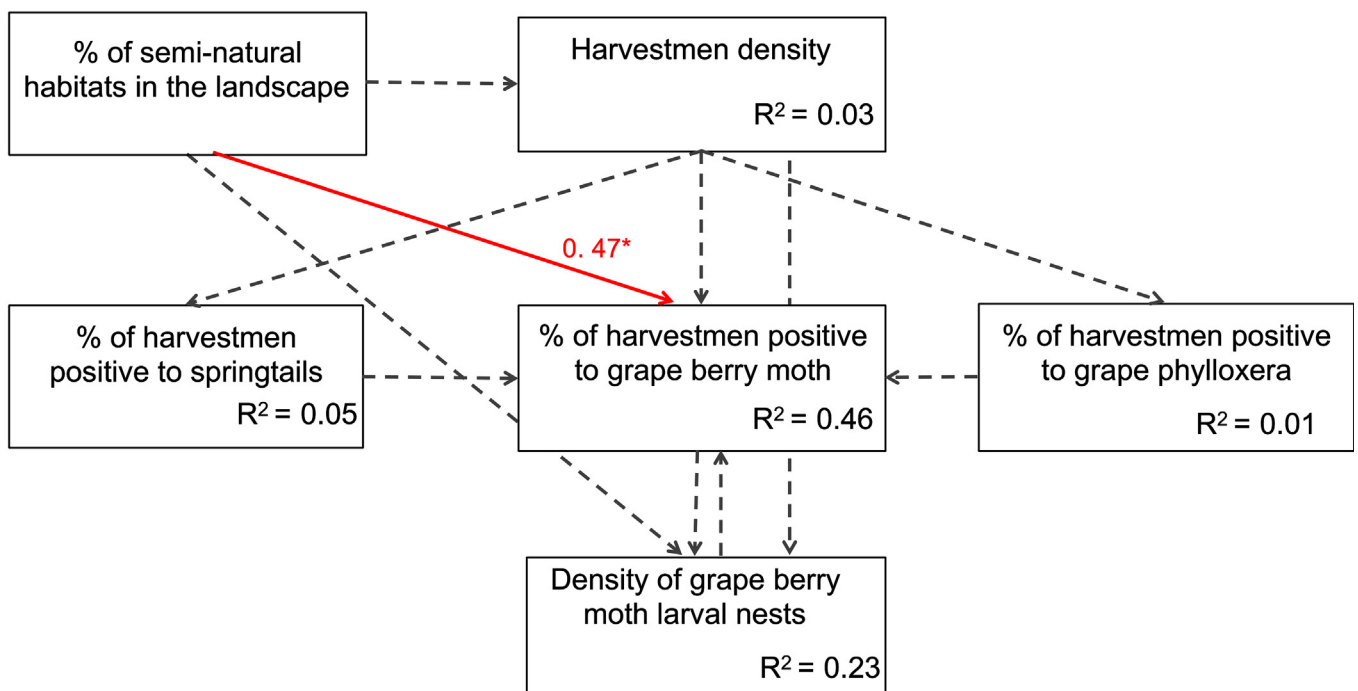 % of semi-natural
habitats in the landscape
Harvestmen density
R² = 0.03
0. 47*
% of harvestmen
positive to springtails
R² = 0.05
% of harvestmen positive
to grape berry moth
R² = 0.46
% of harvestmen positive
to grape phylloxera
R² = 0.01
Density of grape berry
moth larval nests
R² = 0.23